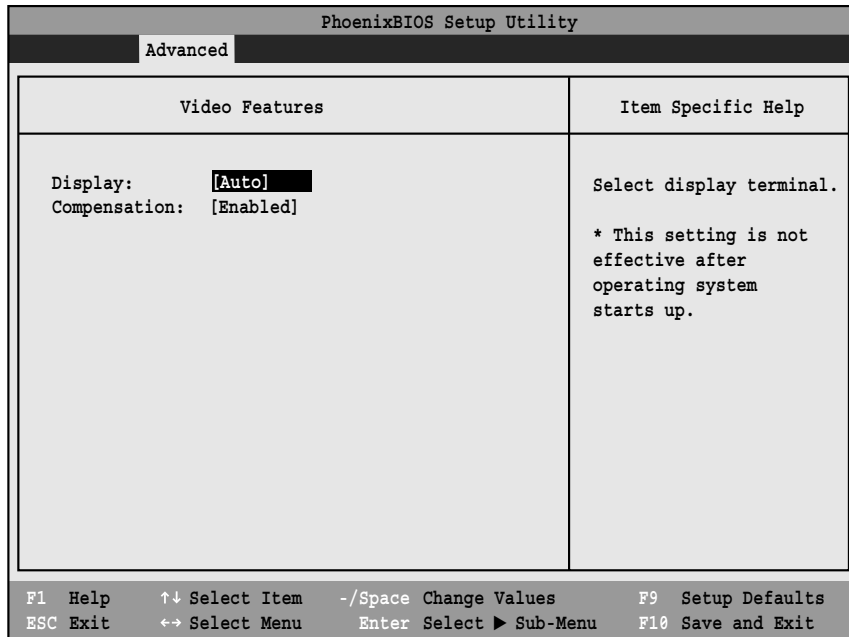 PhoenixBIOS Setup Utility
Advanced
Video Features
Item Specific Help
Display: [Auto]
Compensation: [Enabled]
Select display terminal.
* This setting is not
effective after
operating system
starts up.
F1 Help ↑↓ Select Item -/Space Change Values F9 Setup Defaults
ESC Exit ←→ Select Menu Enter Select ▶ Sub-Menu F10 Save and Exit